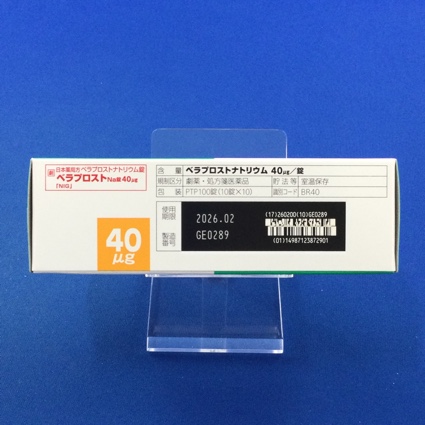 劇
日本薬局方 ベラプロストナトリウム錠
ベラプロストNa錠40μg
「NIG」
含 量 ベラプロストナトリウム 40μg/錠
規制区分 劇薬・処方箋医薬品 貯法等 室温保存
包 装 PTP100錠(10錠×10) 識別コード BR40
使用期限 2026.02
製造番号 GE0289
(17)260200(10)GE0289
(01)14987123872901
40
μg